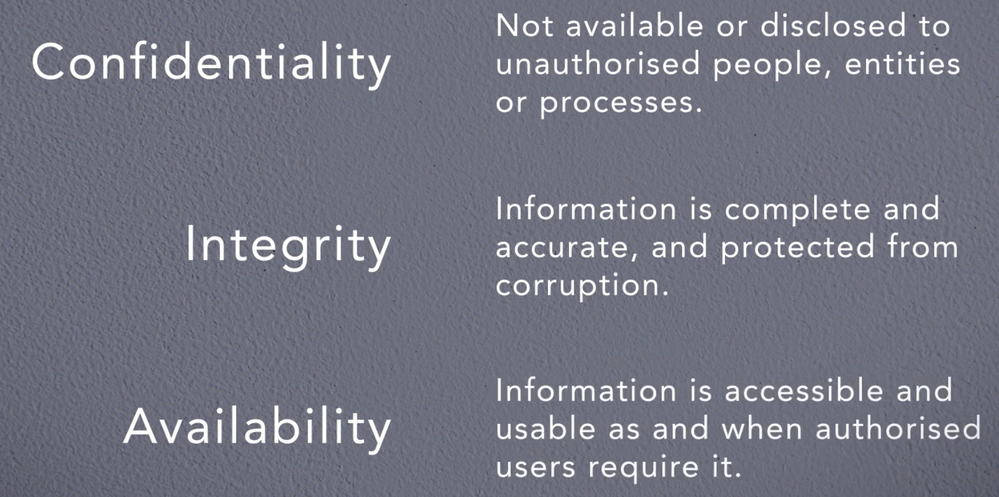 Confidentiality
Not available or disclosed to
unauthorised people, entities
or processes.
Integrity
Information is complete and
accurate, and protected from
corruption.
Availability
Information is accessible and
usable as and when authorised
users require it.